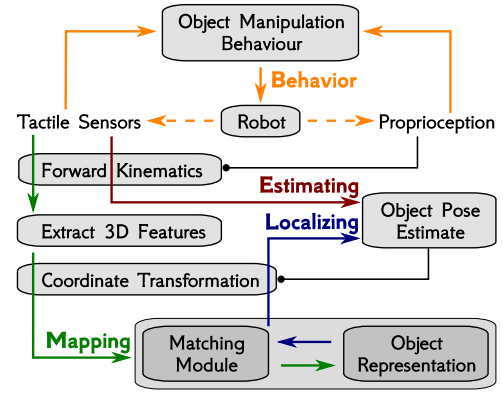 Object Manipulation
Behaviour
Behavior
Tactile Sensors
Robot
Proprioception
Forward Kinematics
Estimating
Object Pose
Estimate
Localizing
Extract 3D Features
Coordinate Transformation
Mapping
Matching
Module
Object
Representation